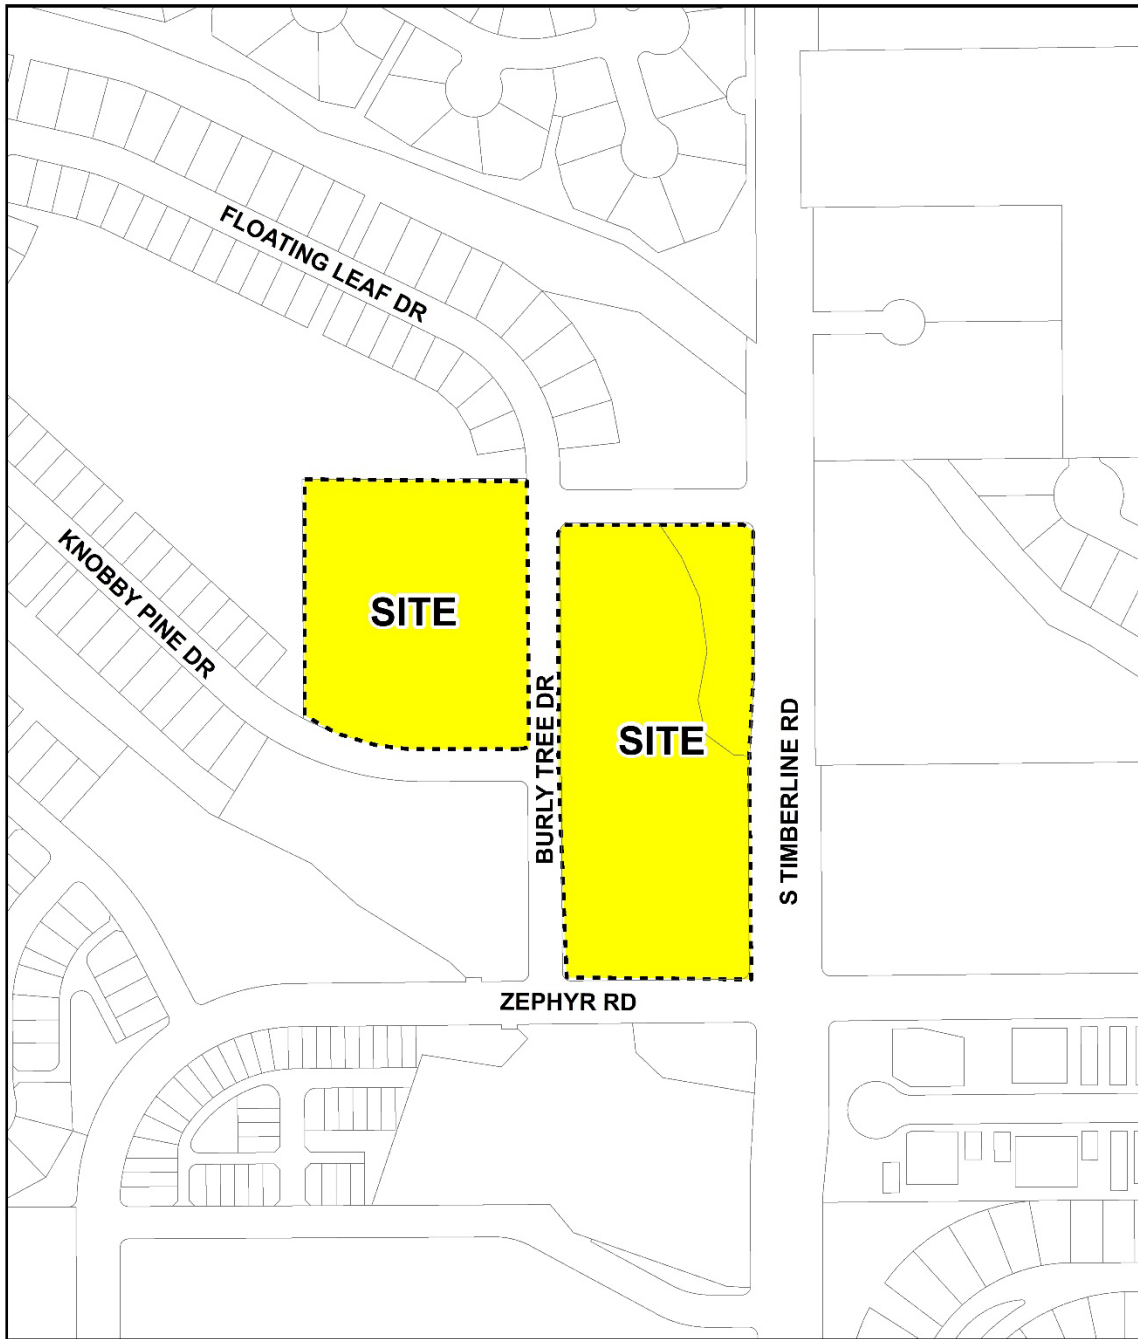 FLOATING LEAF DR
KNOBBY PINE DR
SITE
BURLY TREE DR
SITE
S TIMBERLINE RD
ZEPHYR RD